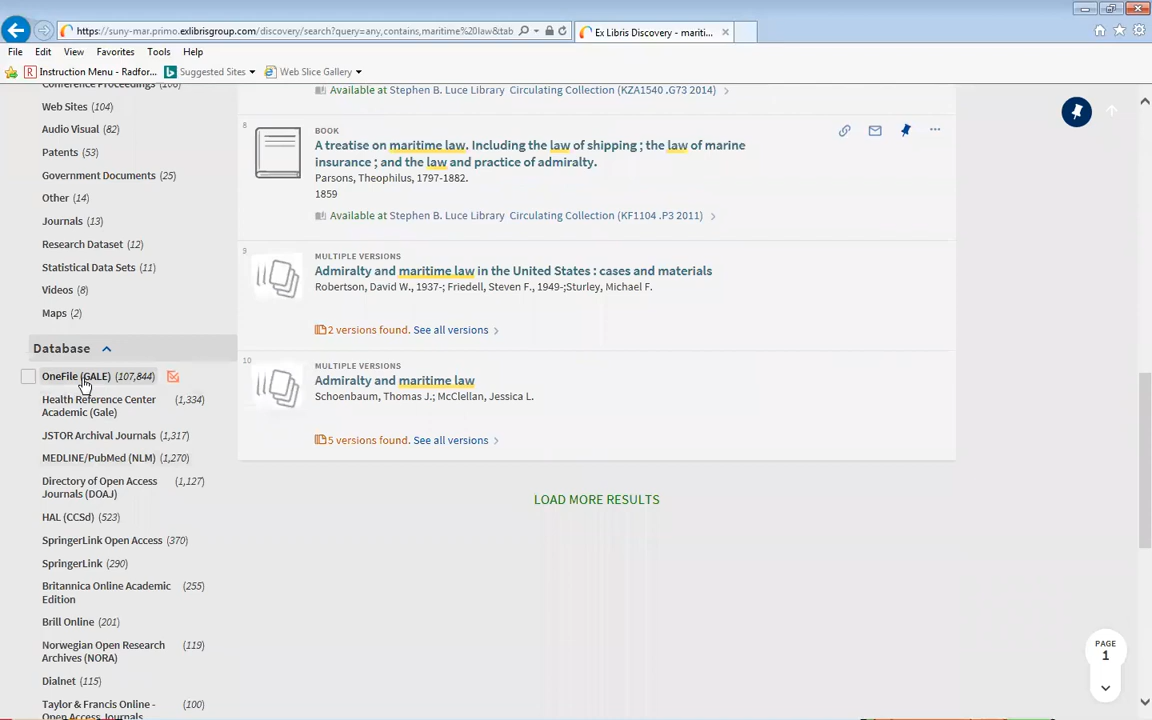 https://suny-mar.primo.exlibrisgroup.com/discovery/search?query=any,contains,maritime%20law&tab
Ex Libris Discovery - mariti...
File Edit View Favorites Tools Help
Instruction Menu - Radfor... Suggested Sites Web Slice Gallery
Web Sites (104)
Audio Visual (82)
Patents (53)
Government Documents (25)
Other (14)
Journals (13)
Research Dataset (12)
Statistical Data Sets (11)
Videos (8)
Maps (2)
Database
OneFile (GALE) (107,844)
Health Reference Center (1,334)
Academic (Gale)
JSTOR Archival Journals (1,317)
MEDLINE/PubMed (NLM) (1,270)
Directory of Open Access (1,127)
Journals (DOAJ)
HAL (CCSd) (523)
SpringerLink Open Access (370)
SpringerLink (290)
Britannica Online Academic (255)
Edition
Brill Online (201)
Norwegian Open Research (119)
Archives (NORA)
Dialnet (115)
Taylor & Francis Online - (100)
Open Access Journals
Available at Stephen B. Luce Library Circulating Collection (KZA1540 .G73 2014)
8
BOOK
A treatise on maritime law. Including the law of shipping ; the law of marine
insurance ; and the law and practice of admiralty.
Parsons, Theophilus, 1797-1882.
1859
Available at Stephen B. Luce Library Circulating Collection (KF1104 .P3 2011)
9
MULTIPLE VERSIONS
Admiralty and maritime law in the United States : cases and materials
Robertson, David W., 1937-; Friedell, Steven F., 1949-;Sturley, Michael F.
2 versions found. See all versions
10
MULTIPLE VERSIONS
Admiralty and maritime law
Schoenbaum, Thomas J.; McClellan, Jessica L.
5 versions found. See all versions
LOAD MORE RESULTS
PAGE
1